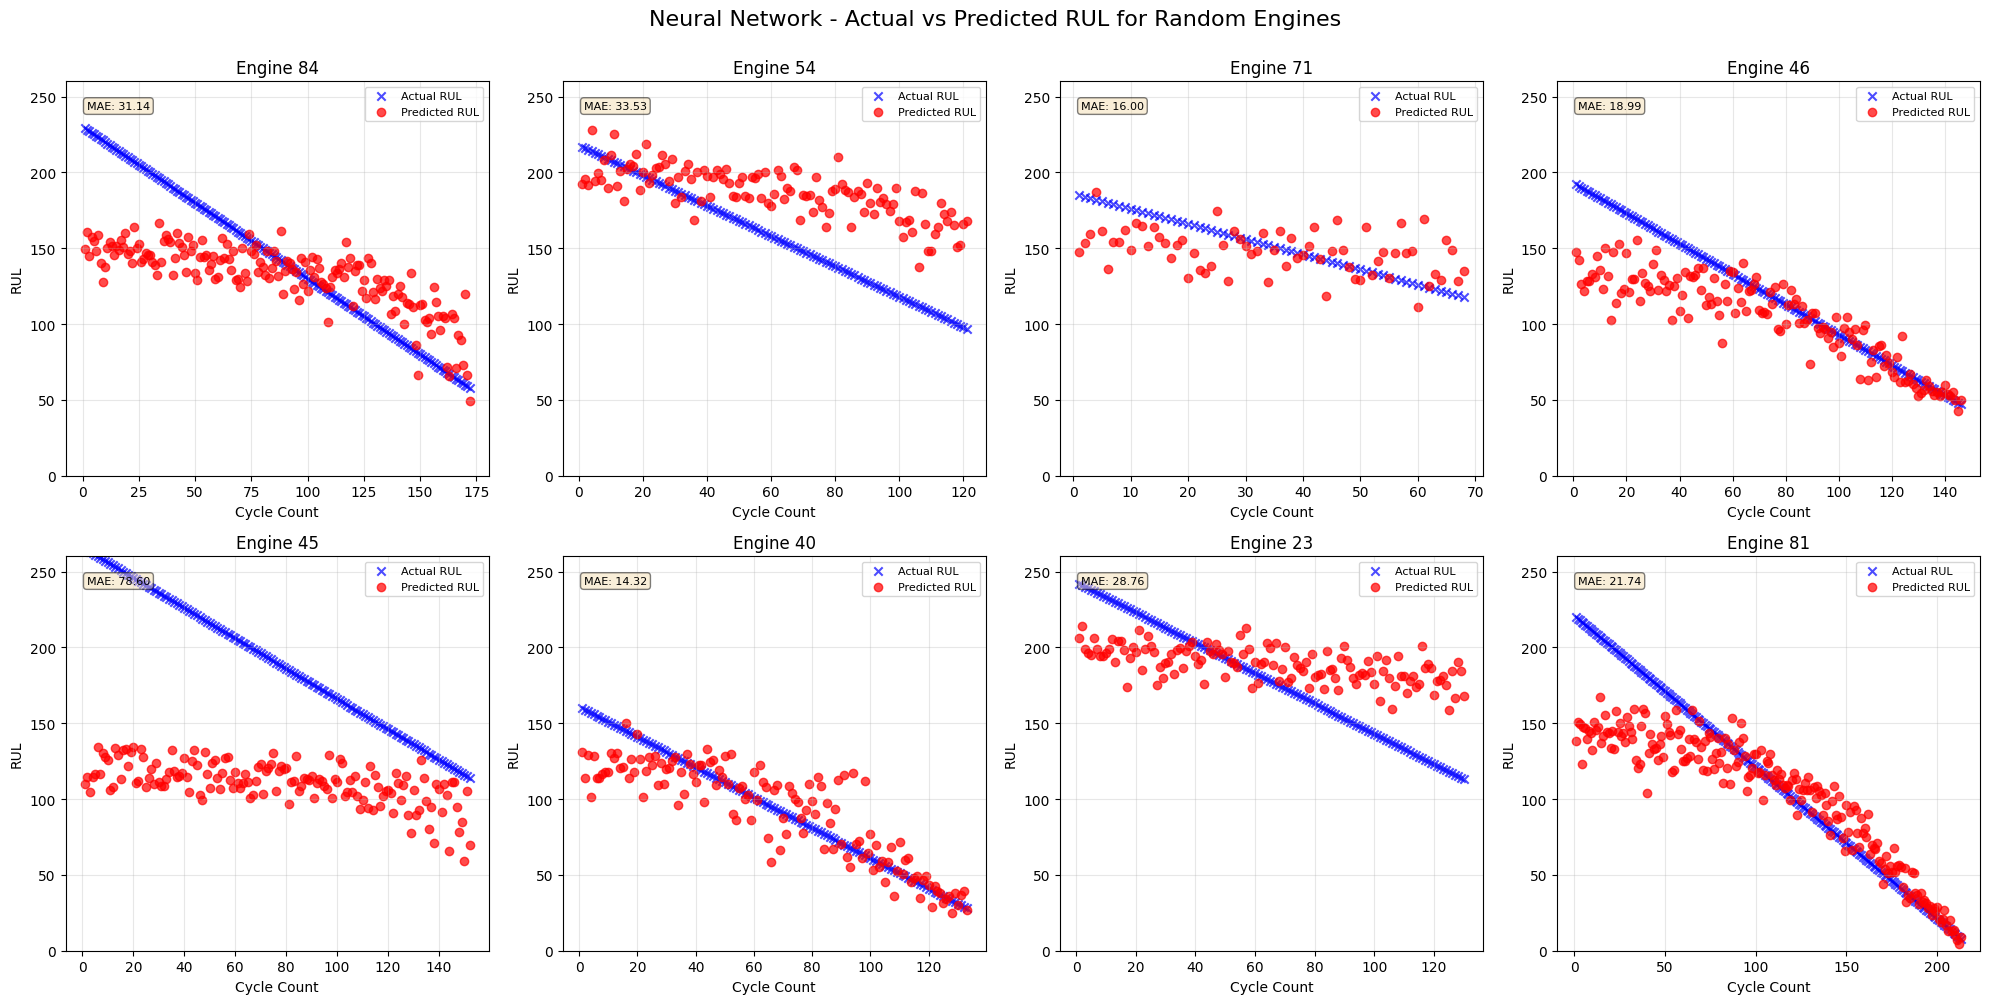 Neural Network - Actual vs Predicted RUL for Random Engines
Engine 84
MAE: 31.14
Actual RUL
Predicted RUL
250
200
150
100
50
0
RUL
0 25 50 75 100 125 150 175
Cycle Count
Engine 54
MAE: 33.53
Actual RUL
Predicted RUL
250
200
150
100
50
0
RUL
0 20 40 60 80 100 120
Cycle Count
Engine 71
MAE: 16.00
Actual RUL
Predicted RUL
250
200
150
100
50
0
RUL
0 10 20 30 40 50 60 70
Cycle Count
Engine 46
MAE: 18.99
Actual RUL
Predicted RUL
250
200
150
100
50
0
RUL
0 20 40 60 80 100 120 140
Cycle Count
Engine 45
MAE: 78.60
Actual RUL
Predicted RUL
250
200
150
100
50
0
RUL
0 20 40 60 80 100 120 140
Cycle Count
Engine 40
MAE: 14.32
Actual RUL
Predicted RUL
250
200
150
100
50
0
RUL
0 20 40 60 80 100 120
Cycle Count
Engine 23
MAE: 28.76
Actual RUL
Predicted RUL
250
200
150
100
50
0
RUL
0 20 40 60 80 100 120
Cycle Count
Engine 81
MAE: 21.74
Actual RUL
Predicted RUL
250
200
150
100
50
0
RUL
0 50 100 150 200
Cycle Count